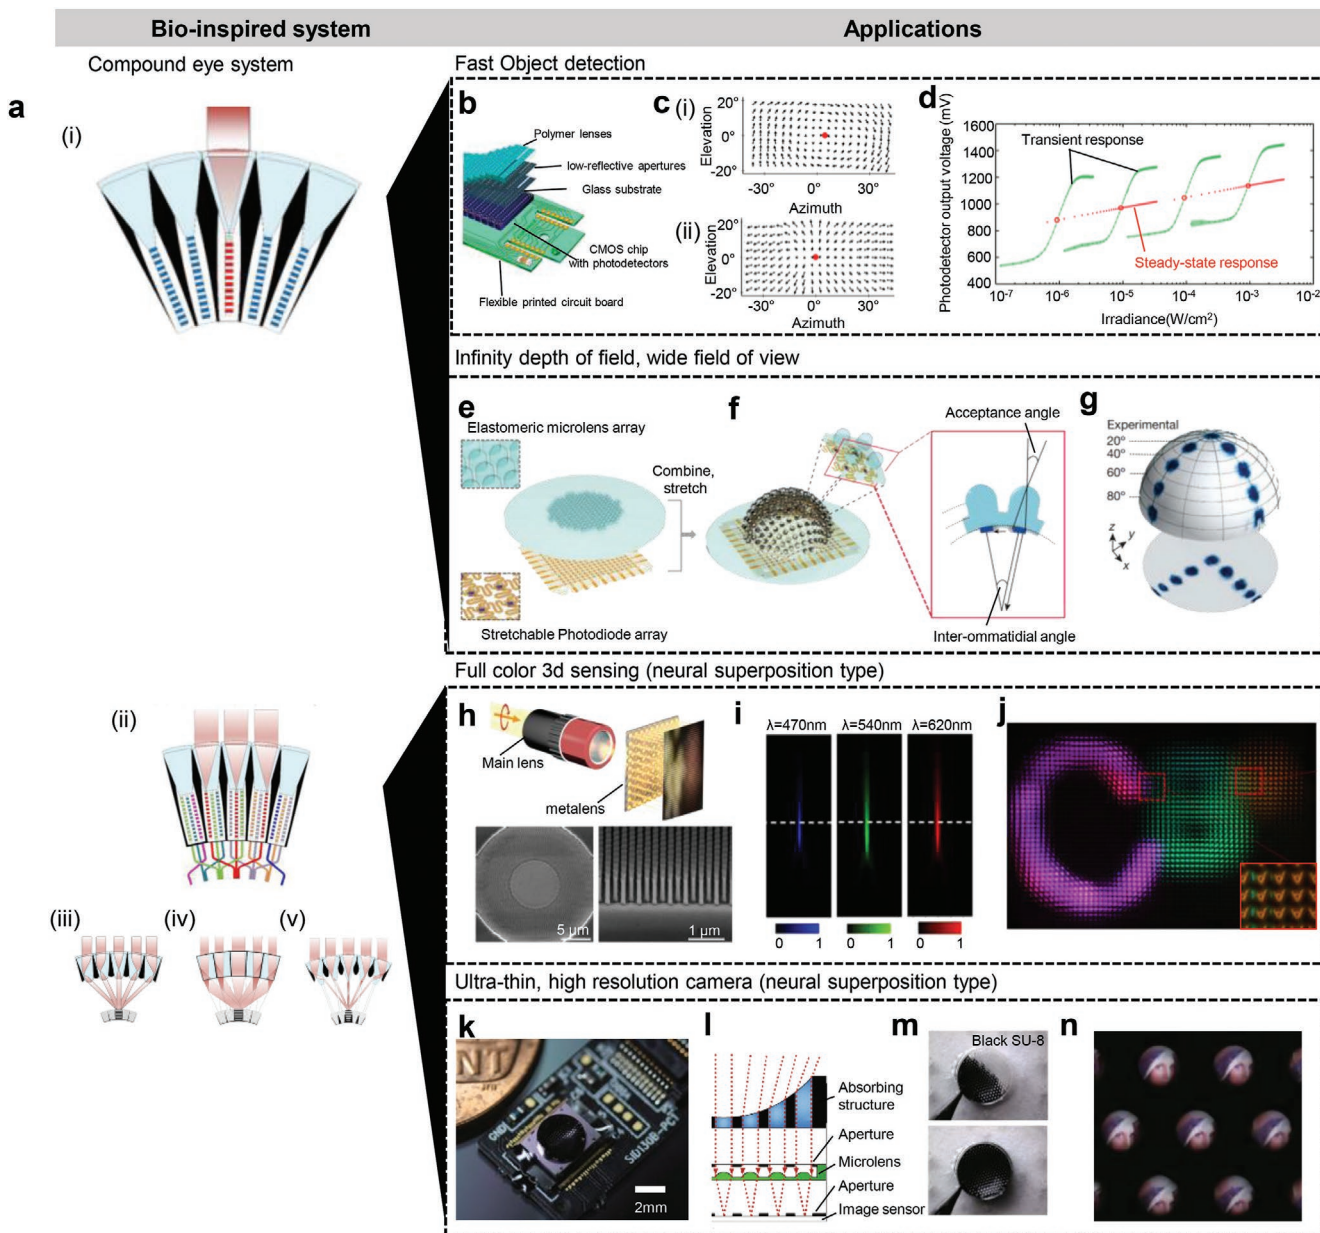 Bio-inspired system
Applications
Compound eye system
Fast Object detection
a
(i)
b
Polymer lenses
low-reflective apertures
Glass substrate
CMOS chip
with photodetectors
Flexible printed circuit board
c
(i)
Elevation
20°
0°
-20°
-30°
0°
30°
Azimuth
(ii)
Elevation
20°
0°
20°
-30°
0°
30°
Azimuth
d
Photodetector output voltage (mV)
1600
1400
1200
1000
800
600
400
Transient response
Steady-state response
10-7
10-6
10-5
10-4
10-3
10-2
Irradiance(W/cm²)
Infinity depth of field, wide field of view
e
Elastomeric microlens array
Combine,
stretch
Stretchable Photodiode array
f
Acceptance angle
Inter-ommatidial angle
g
Experimental
20°
40°
60°
80°
z
y
x
Full color 3d sensing (neural superposition type)
(ii)
(iii)
(iv)
(v)
h
Main lens
metalens
5 µm
1 µm
i
λ=470nm
λ=540nm
λ=620nm
0 1
0 1
0 1
j
Ultra-thin, high resolution camera (neural superposition type)
k
NT
GND
SID130B-PCT
2mm
l
Absorbing
structure
Aperture
Microlens
Aperture
Image sensor
m
Black SU-8
n